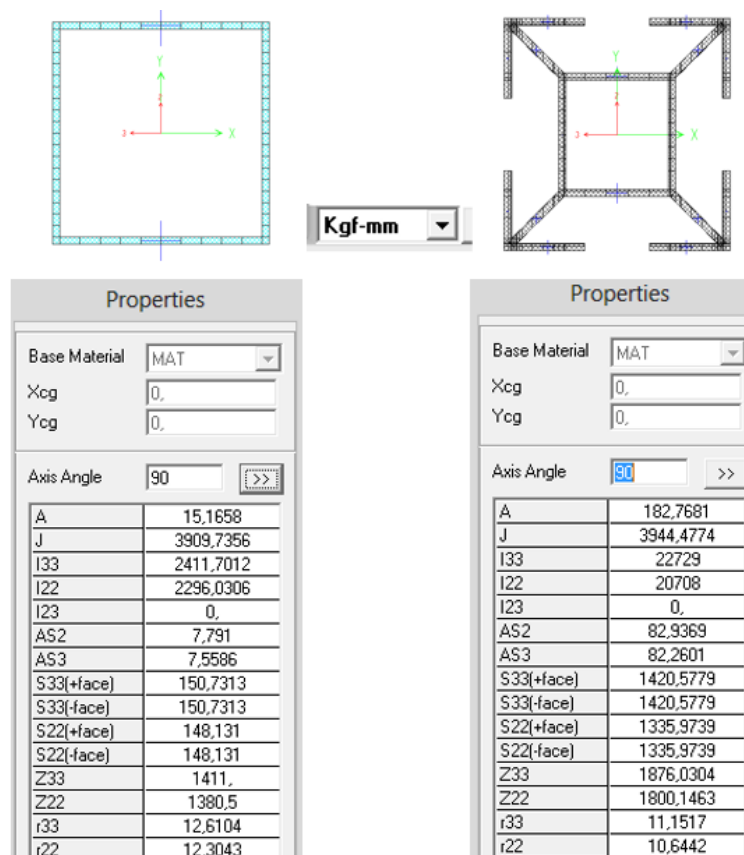 Y
2
3
X
Y
2
3
X
Kgf-mm
Properties
Base Material MAT
Xcg 0,
Ycg 0,
Axis Angle 90 >>
A 15,1658
J 3909,7356
I33 2411,7012
I22 2296,0306
I23 0,
AS2 7,791
AS3 7,5586
S33(+face) 150,7313
S33(-face) 150,7313
S22(+face) 148,131
S22(-face) 148,131
Z33 1411,
Z22 1380,5
r33 12,6104
r22 12,3043
Properties
Base Material MAT
Xcg 0,
Ycg 0,
Axis Angle 90 >>
A 182,7681
J 3944,4774
I33 22729
I22 20708
I23 0,
AS2 82,9369
AS3 82,2601
S33(+face) 1420,5779
S33(-face) 1420,5779
S22(+face) 1335,9739
S22(-face) 1335,9739
Z33 1876,0304
Z22 1800,1463
r33 11,1517
r22 10,6442